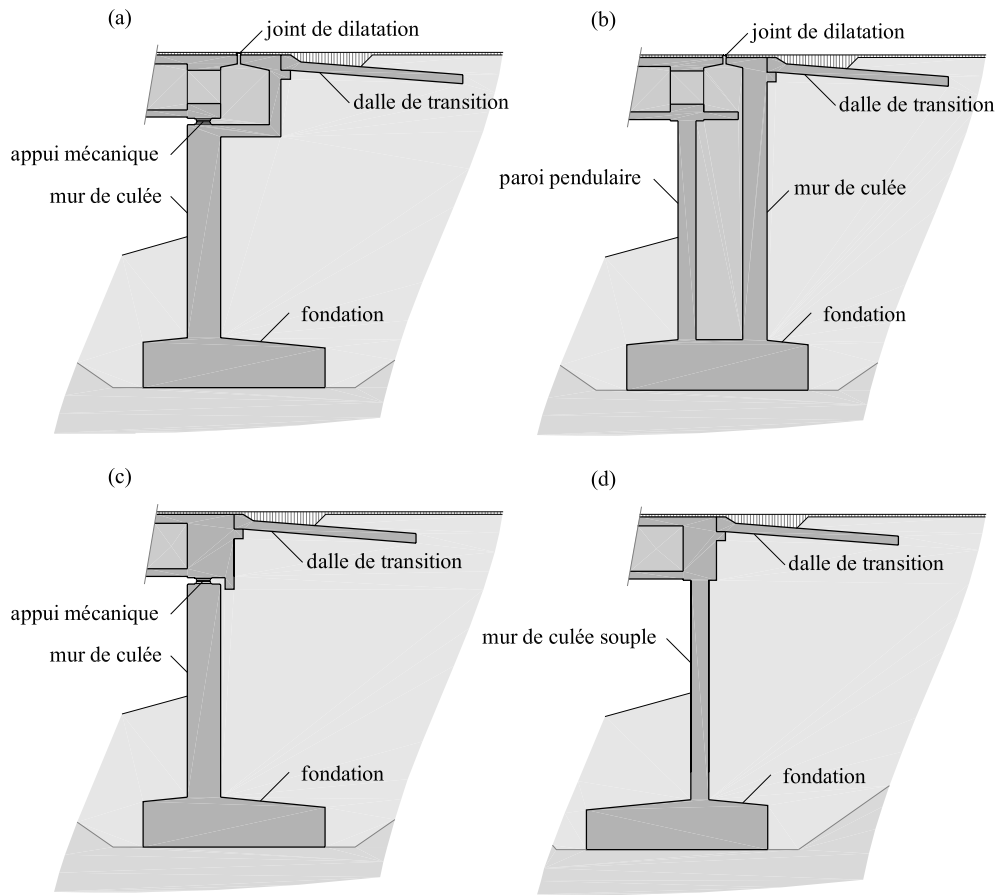 (a)
joint de dilatation
dalle de transition
appui mécanique
mur de culée
fondation
(b)
joint de dilatation
dalle de transition
paroi pendulaire
mur de culée
fondation
(c)
dalle de transition
appui mécanique
mur de culée
fondation
(d)
dalle de transition
mur de culée souple
fondation